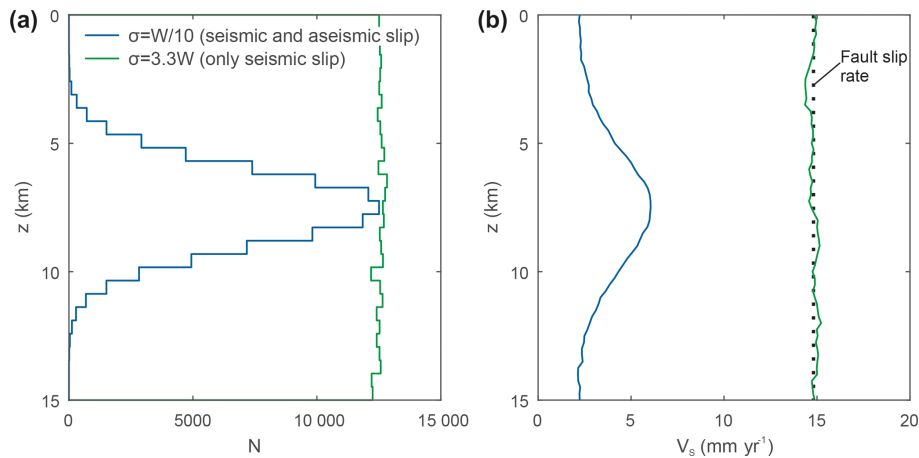 (a)
σ=W/10 (seismic and aseismic slip)
σ=3.3W (only seismic slip)
0
5
10
15
z (km)
0
5000
10 000
15 000
N
(b)
Fault slip
rate
0
5
10
15
z (km)
0
5
10
15
20
Vs (mm yr-1)